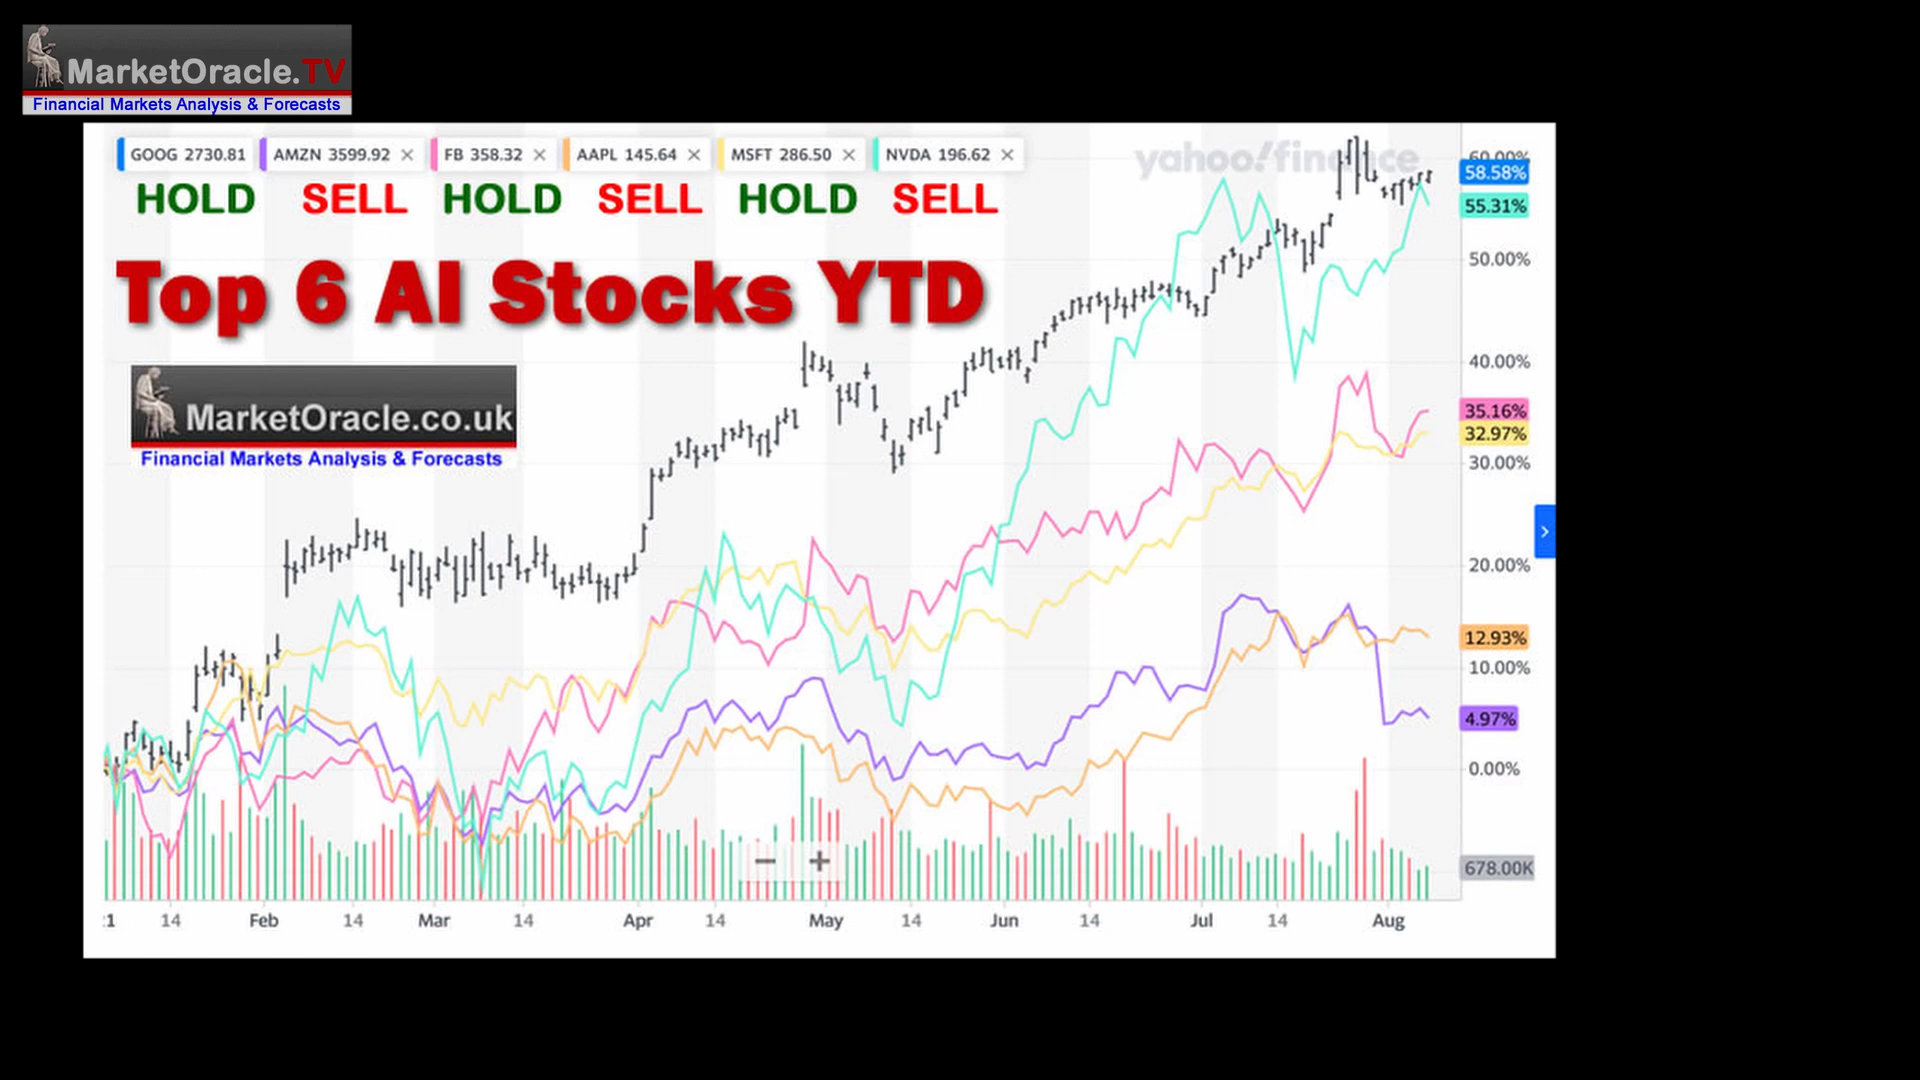 MarketOracle.TV
Financial Markets Analysis & Forecasts
GOOG 2730.81 AMZN 3599.92 × FB 358.32 × AAPL 145.64 × MSFT 286.50 × NVDA 196.62 ×
yahoo!finance
HOLD SELL HOLD SELL HOLD SELL
Top 6 AI Stocks YTD
MarketOracle.co.uk
Financial Markets Analysis & Forecasts
60.00%
58.58%
55.31%
50.00%
40.00%
35.16%
32.97%
30.00%
20.00%
12.93%
10.00%
4.97%
0.00%
678.00K
14 Feb 14 Mar 14 Apr 14 May 14 Jun 14 Jul 14 Aug